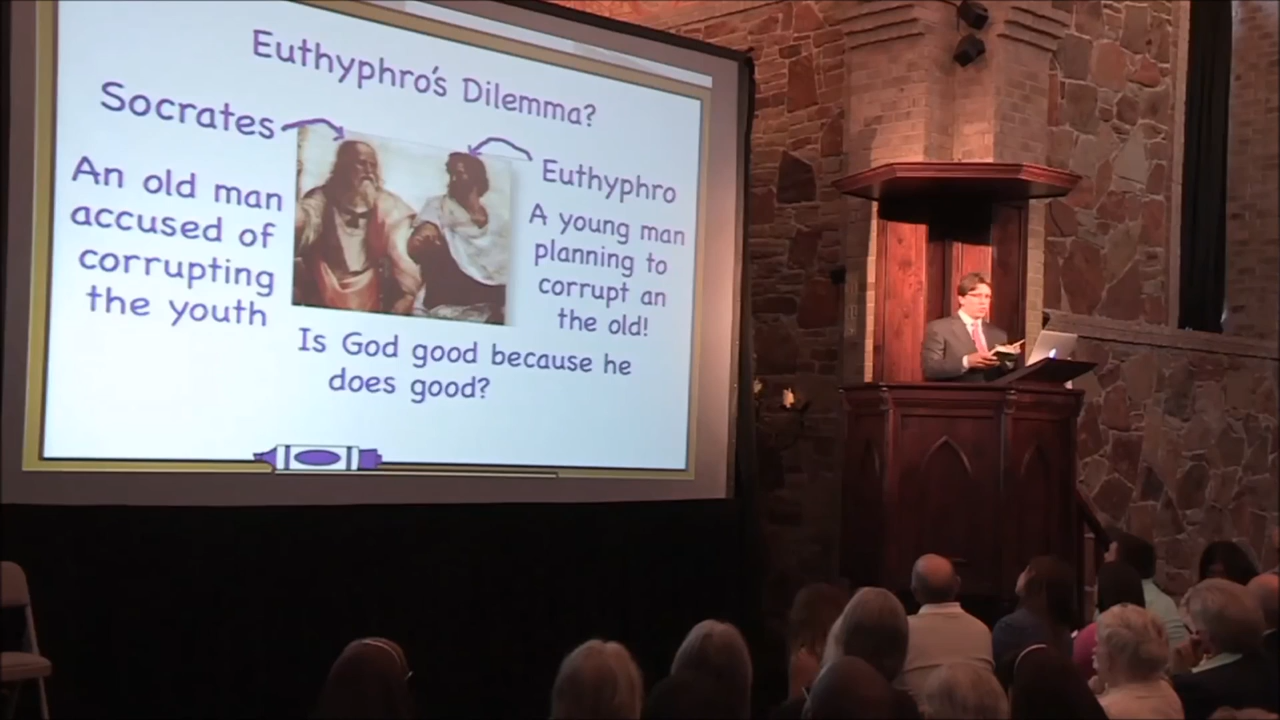 Euthyphro's Dilemma?
Socrates
An old man
accused of
corrupting
the youth
Euthyphro
A young man
planning to
corrupt an
the old!
Is God good because he
does good?